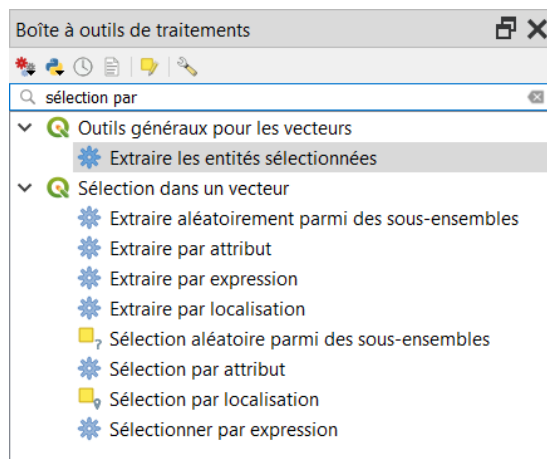 Boîte à outils de traitements
sélection par
Outils généraux pour les vecteurs
Extraire les entités sélectionnées
Sélection dans un vecteur
Extraire aléatoirement parmi des sous-ensembles
Extraire par attribut
Extraire par expression
Extraire par localisation
Sélection aléatoire parmi des sous-ensembles
Sélection par attribut
Sélection par localisation
Sélectionner par expression